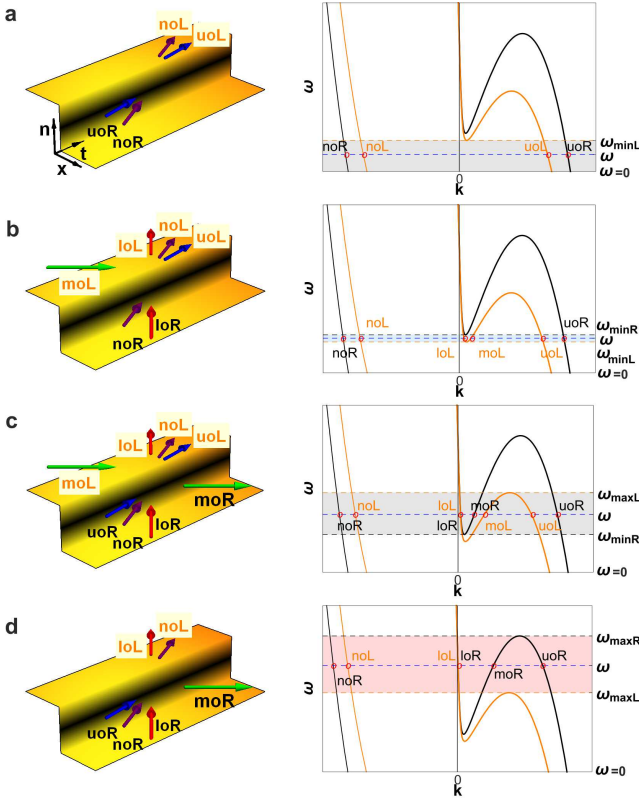 a
noL
uoL
n
uoR
t
noR
x
ω
noR
noL
uoL
uoR
ωminL
ω
ω=0
0
k
b
noL
loL
uoL
moL
noR
loR
ω
noL
uoR
noR
loL
moL
uoL
ωminR
ω
ωminL
ω=0
0
k
c
noL
loL
uoL
moL
moR
uoR
loR
noR
ω
noL
noR
loL
moR
uoR
loR
moL
uoL
ωmaxL
ω
ωminR
ω=0
0
k
d
loL
noL
moR
uoR
loR
noR
ω
noL
noR
loL
loR
moR
uoR
ωmaxR
ω
ωmaxL
ω=0
0
k